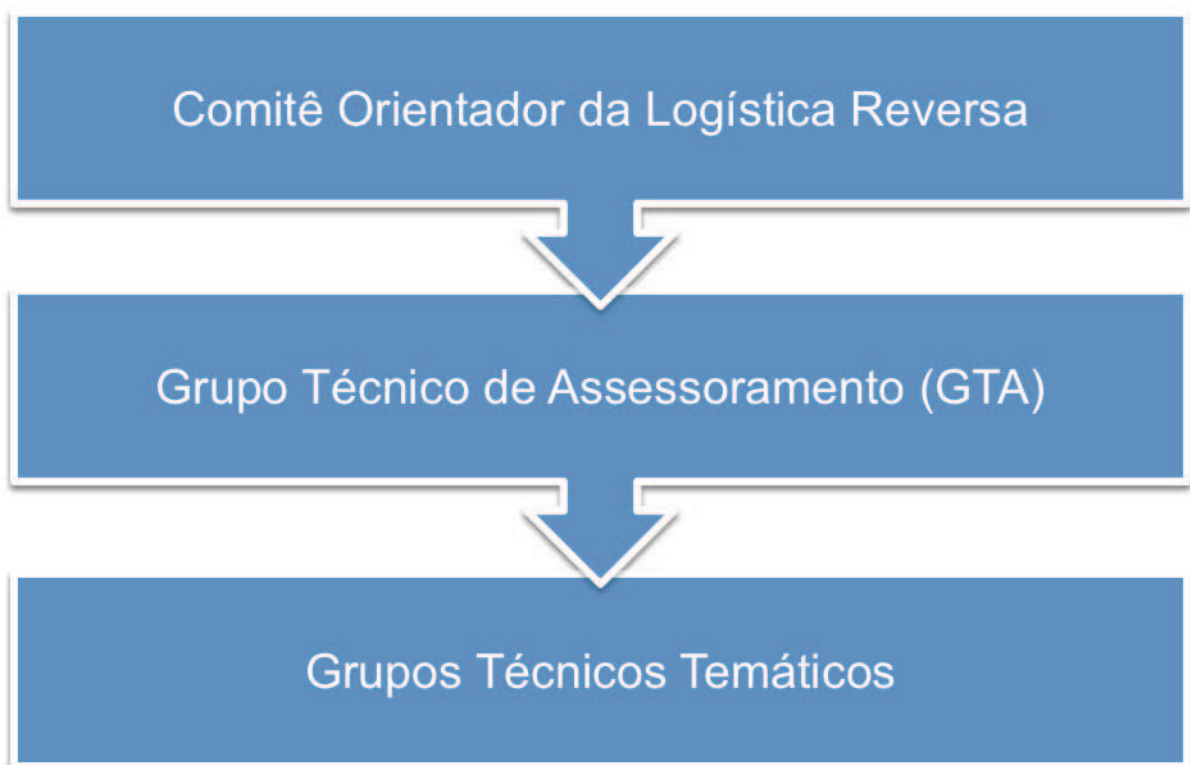 Comitê Orientador da Logística Reversa
Grupo Técnico de Assessoramento (GTA)
Grupos Técnicos Temáticos